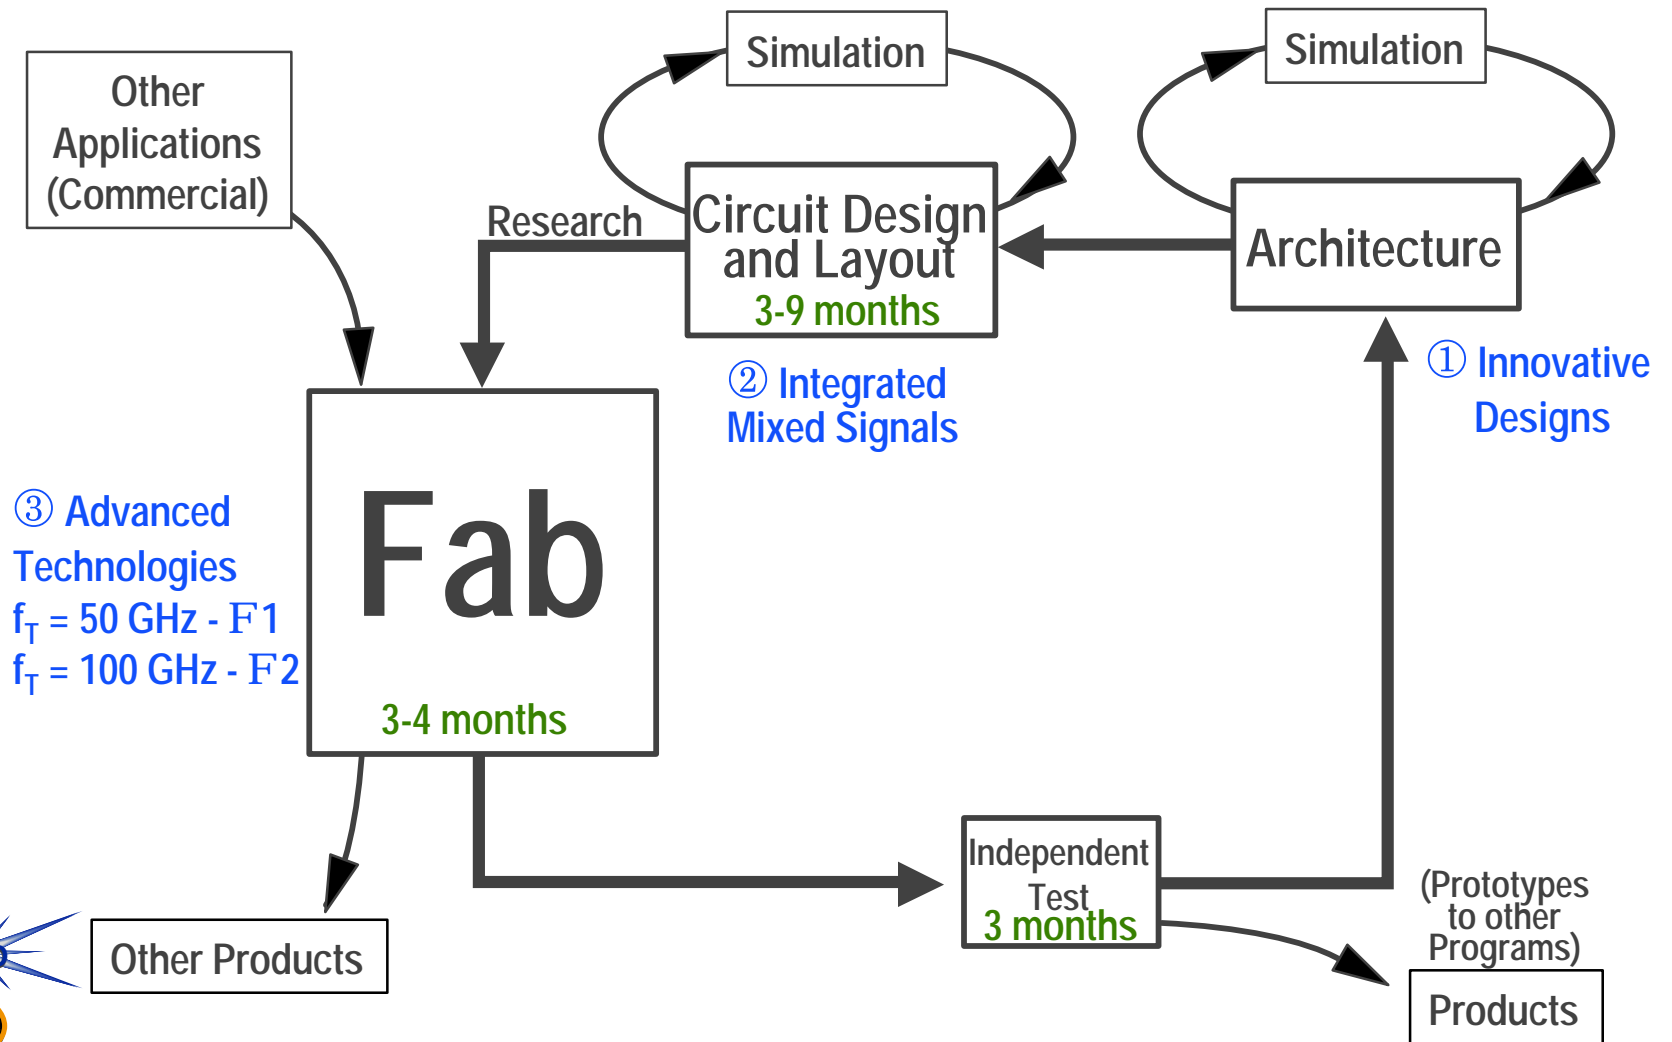 Simulation
Simulation
Other
Applications
(Commercial)
Research
Circuit Design
and Layout
3-9 months
Architecture
② Integrated
Mixed Signals
① Innovative
Designs
Fab
3-4 months
③ Advanced
Technologies
fT = 50 GHz - F1
fT = 100 GHz - F2
Independent
Test
3 months
(Prototypes
to other
Programs)
Other Products
Products